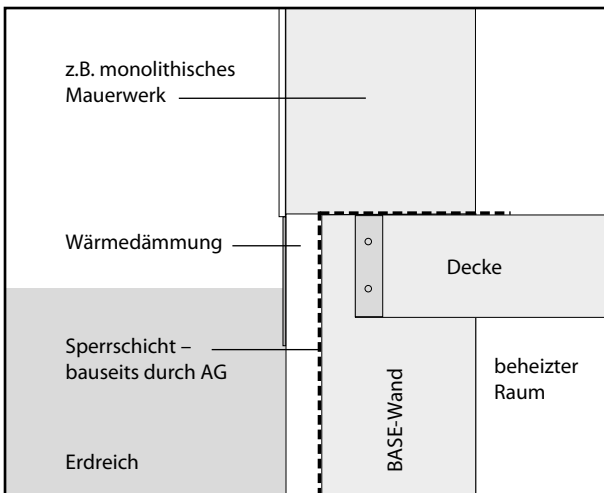 z.B. monolithisches
Mauerwerk
Wärmedämmung
Decke
Sperrschicht –
bauseits durch AG
beheizter
Raum
BASE-Wand
Erdreich